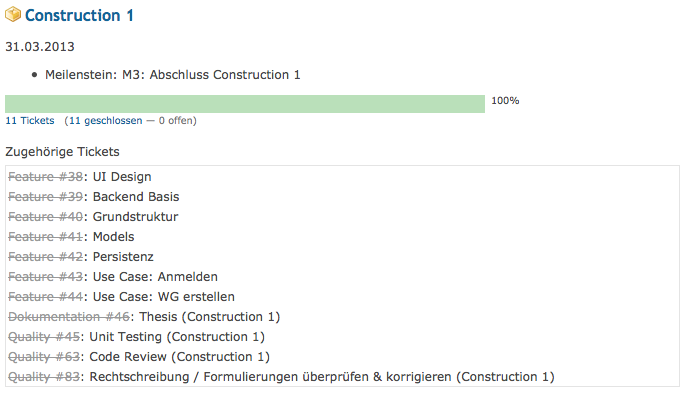 Construction 1
31.03.2013
• Meilenstein: M3: Abschluss Construction 1
100%
11 Tickets (11 geschlossen — 0 offen)
Zugehörige Tickets
Feature #38: UI Design
Feature #39: Backend Basis
Feature #40: Grundstruktur
Feature #41: Models
Feature #42: Persistenz
Feature #43: Use Case: Anmelden
Feature #44: Use Case: WG erstellen
Dokumentation #46: Thesis (Construction 1)
Quality #45: Unit Testing (Construction 1)
Quality #63: Code Review (Construction 1)
Quality #83: Rechtschreibung / Formulierungen überprüfen & korrigieren (Construction 1)